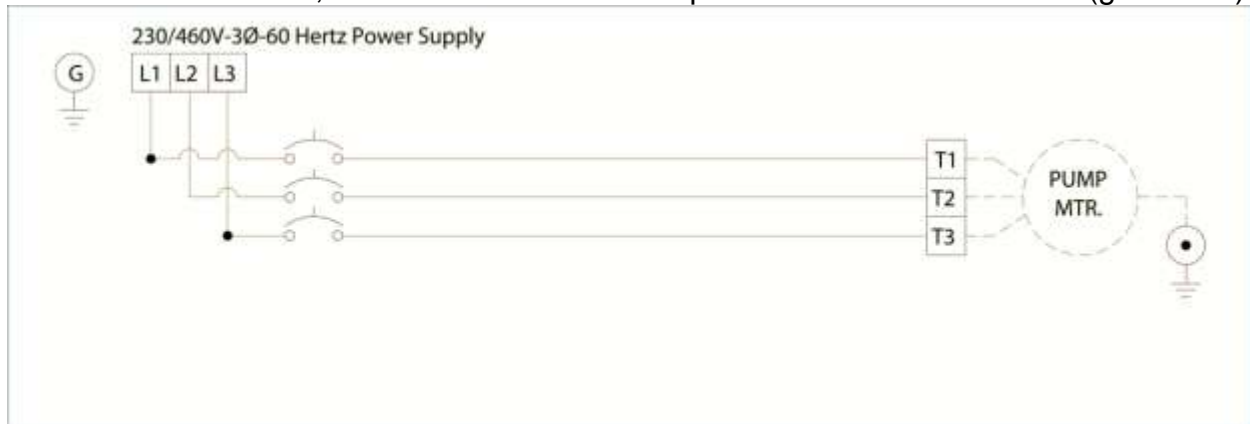 230/460V-3Ø-60 Hertz Power Supply
G L1 L2 L3
T1
T2
T3
PUMP
MTR.